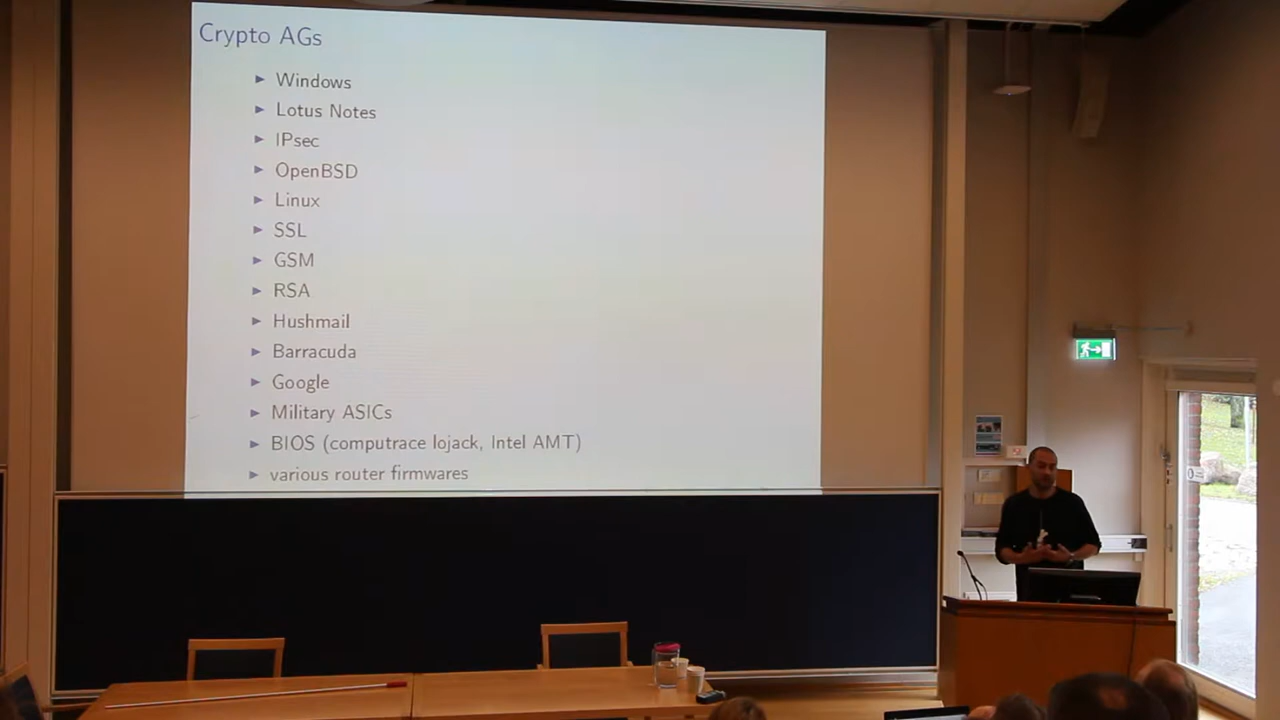 Crypto AGs
Windows
Lotus Notes
IPsec
OpenBSD
Linux
SSL
GSM
RSA
Hushmail
Barracuda
Google
Military ASICs
BIOS (computrace lojack, Intel AMT)
various router firmwares